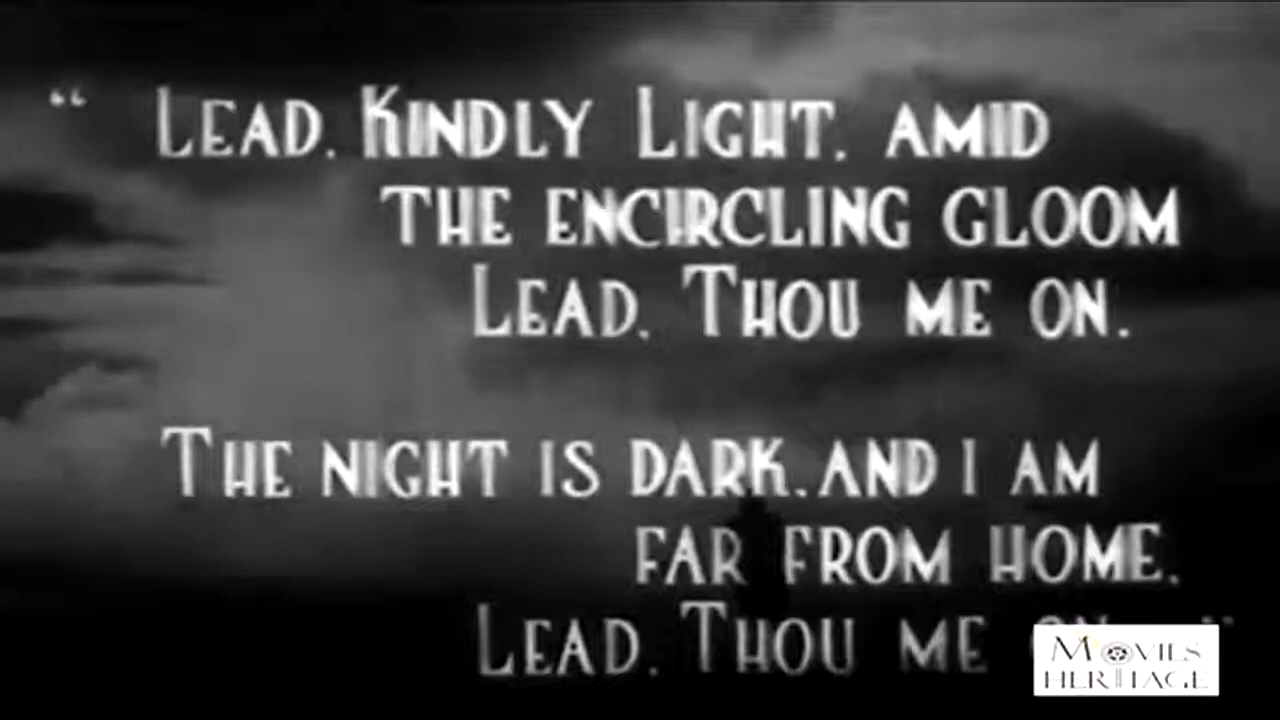 “ LEAD, KINDLY LIGHT, AMID
THE ENCIRCLING GLOOM
LEAD, THOU ME ON.
THE NIGHT IS DARK, AND I AM
FAR FROM HOME,
LEAD, THOU ME ON ”
MOVIES
HERITAGE